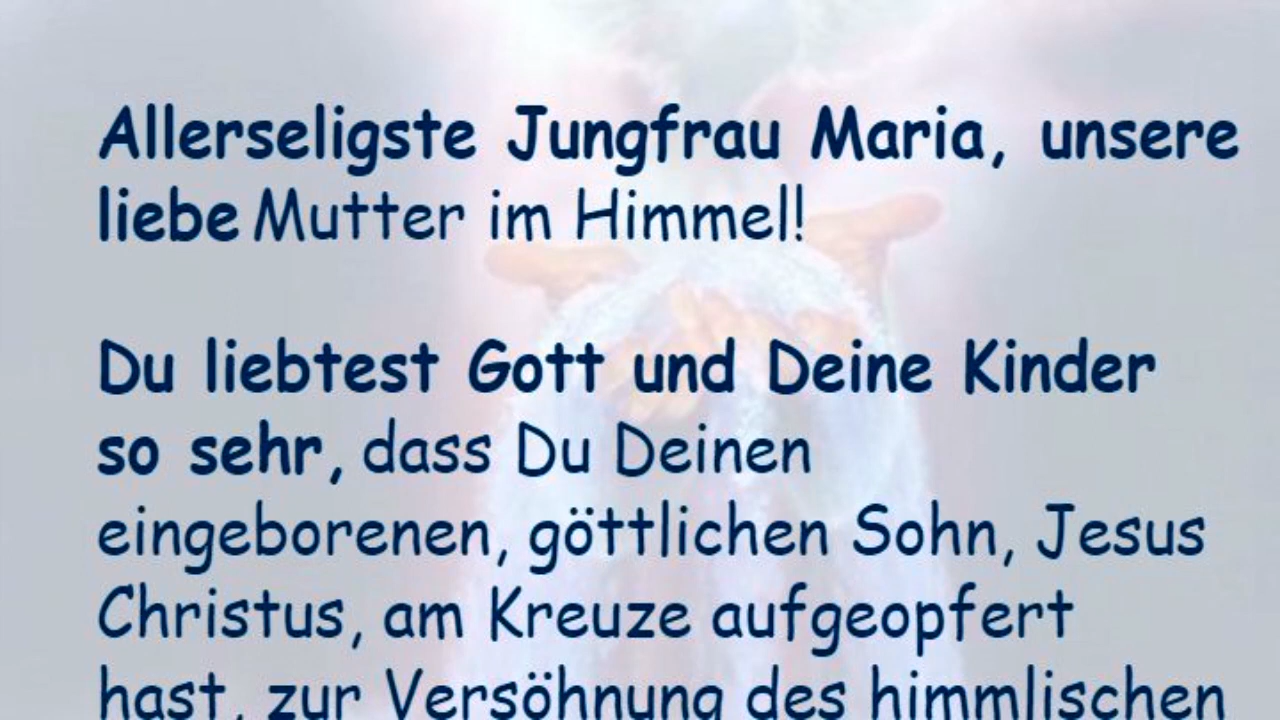 Allerseligste Jungfrau Maria, unsere
liebe Mutter im Himmel!
Du liebtest Gott und Deine Kinder
so sehr, dass Du Deinen
eingeborenen, göttlichen Sohn, Jesus
Christus, am Kreuze aufgeopfert
hast, zur Versöhnung des himmlischen